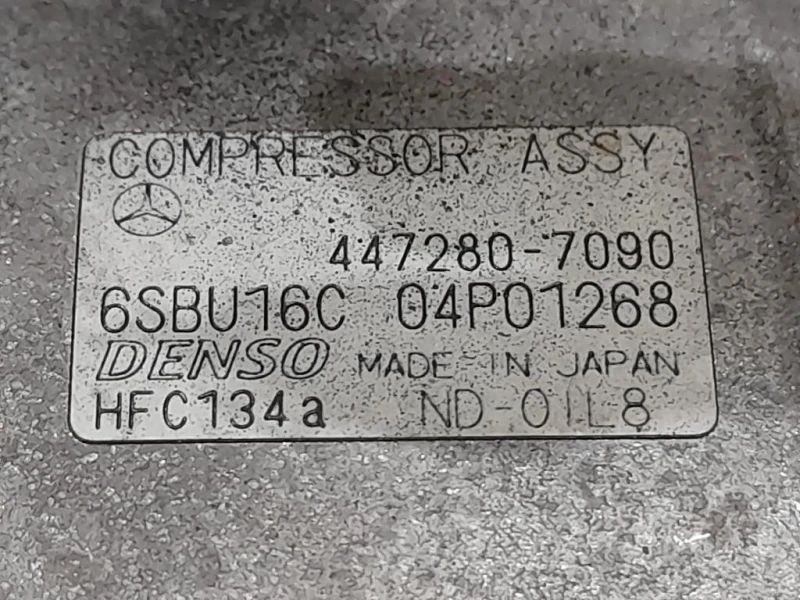 COMPRESSOR ASSY
447280-7090
6SBU16C 04P01268
DENSO MADE IN JAPAN
HFC134a ND-OIL8